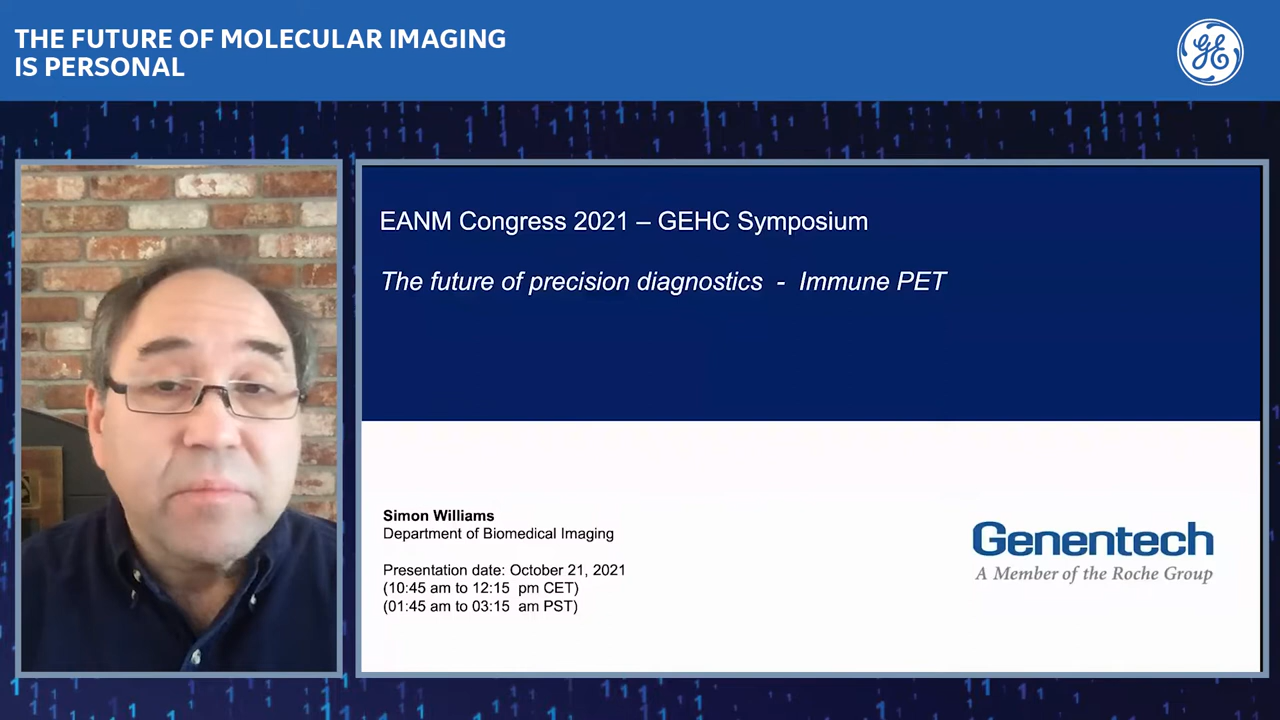 THE FUTURE OF MOLECULAR IMAGING
IS PERSONAL
GE
EANM Congress 2021 – GEHC Symposium
The future of precision diagnostics - Immune PET
Simon Williams
Department of Biomedical Imaging
Presentation date: October 21, 2021
(10:45 am to 12:15 pm CET)
(01:45 am to 03:15 am PST)
Genentech
A Member of the Roche Group